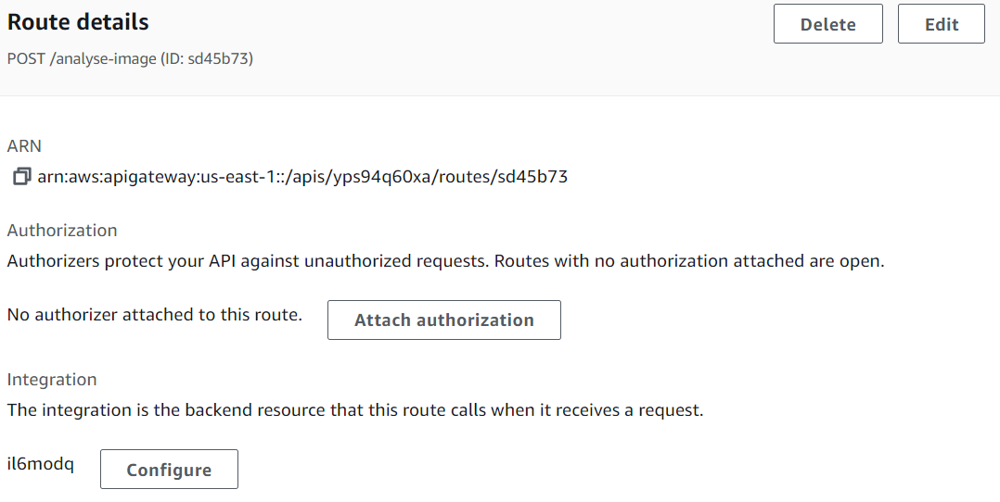 Route details
Delete
Edit
POST /analyse-image (ID: sd45b73)
ARN
arn:aws:apigateway:us-east-1::/apis/yps94q60xa/routes/sd45b73
Authorization
Authorizers protect your API against unauthorized requests. Routes with no authorization attached are open.
No authorizer attached to this route.
Attach authorization
Integration
The integration is the backend resource that this route calls when it receives a request.
il6modq
Configure